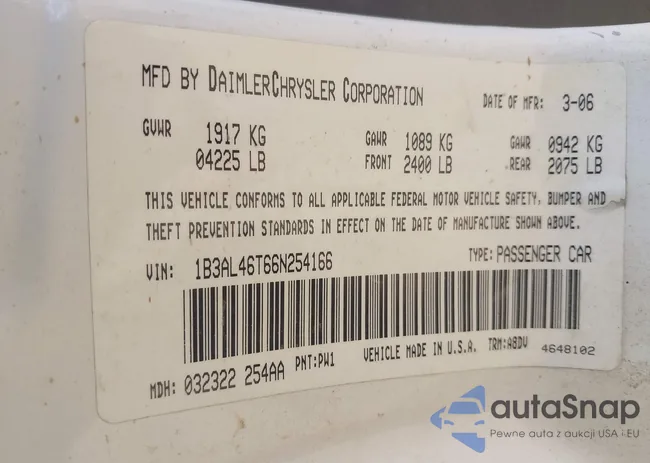 MFD BY DAIMLERCHRYSLER CORPORATION DATE OF MFR: 3-06
GVWR 1917 KG GAWR 1089 KG GAWR 0942 KG
04225 LB FRONT 2400 LB REAR 2075 LB
THIS VEHICLE CONFORMS TO ALL APPLICABLE FEDERAL MOTOR VEHICLE SAFETY, BUMPER AND
THEFT PREVENTION STANDARDS IN EFFECT ON THE DATE OF MANUFACTURE SHOWN ABOVE.
VIN: 1B3AL46T66N254166 TYPE: PASSENGER CAR
MDH: 032322 254AA PNT:PW1 VEHICLE MADE IN U.S.A. TRM:A8DV 4648102
autaSnap
Pewne auta z aukcji USA i EU